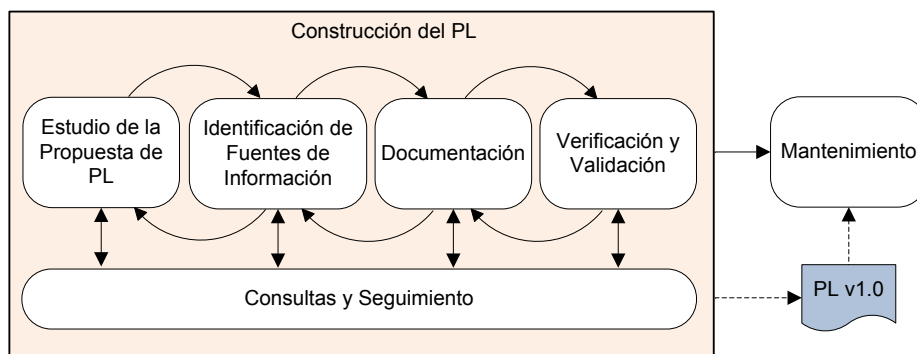 Construcción del PL
Estudio de la
Propuesta de
PL
Identificación de
Fuentes de
Información
Documentación
Verificación y
Validación
Mantenimiento
Consultas y Seguimiento
PL v1.0